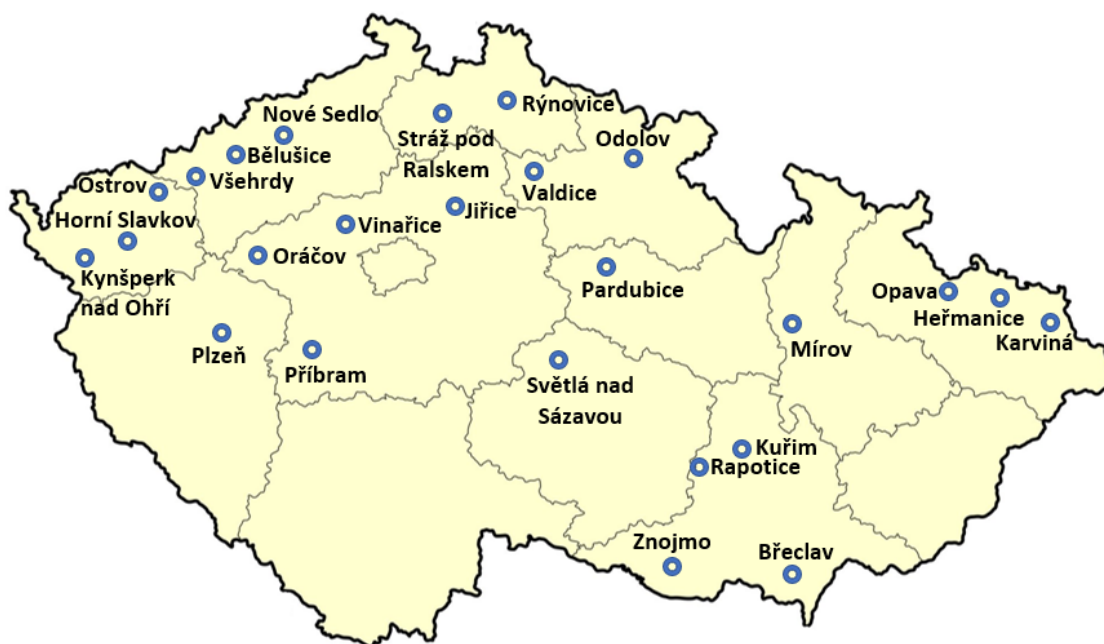 Rýnovice
Nové Sedlo
Stráž pod
Ralskem
Odolov
Bělušice
Valdice
Všehrdy
Ostrov
Jiřice
Horní Slavkov
Vinařice
Oráčov
Kynšperk
nad Ohří
Pardubice
Opava
Heřmanice
Karviná
Plzeň
Mírov
Příbram
Světlá nad
Sázavou
Kuřim
Rapotice
Znojmo
Břeclav